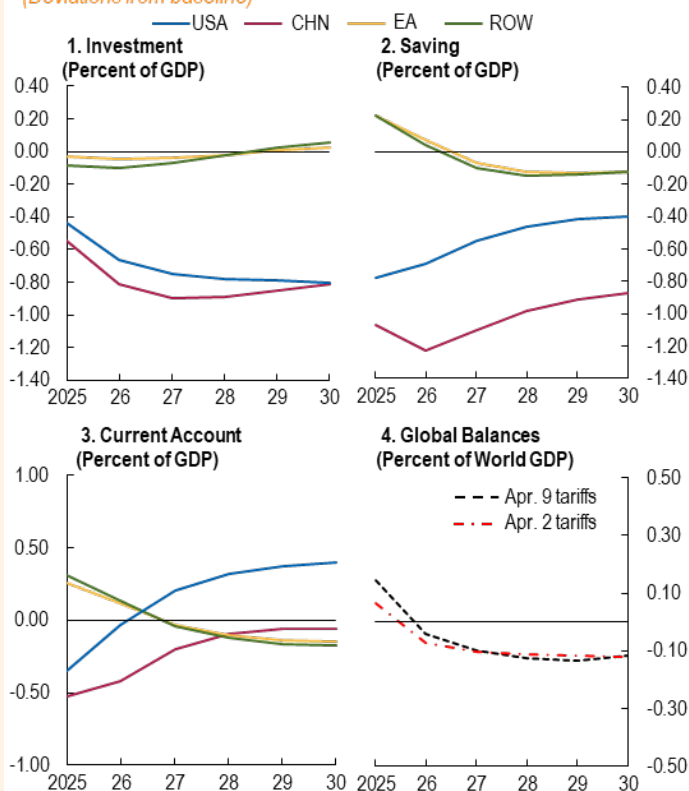 (Deviations from baseline)
USA CHN EA ROW
1. Investment
(Percent of GDP)
0.40
0.20
0.00
-0.20
-0.40
-0.60
-0.80
-1.00
-1.20
-1.40
2025 26 27 28 29 30
2. Saving
(Percent of GDP)
0.40
0.20
0.00
-0.20
-0.40
-0.60
-0.80
-1.00
-1.20
-1.40
2025 26 27 28 29 30
3. Current Account
(Percent of GDP)
1.00
0.50
0.00
-0.50
-1.00
2025 26 27 28 29 30
4. Global Balances
(Percent of World GDP)
Apr. 9 tariffs
Apr. 2 tariffs
0.50
0.30
0.10
-0.10
-0.30
-0.50
2025 26 27 28 29 30